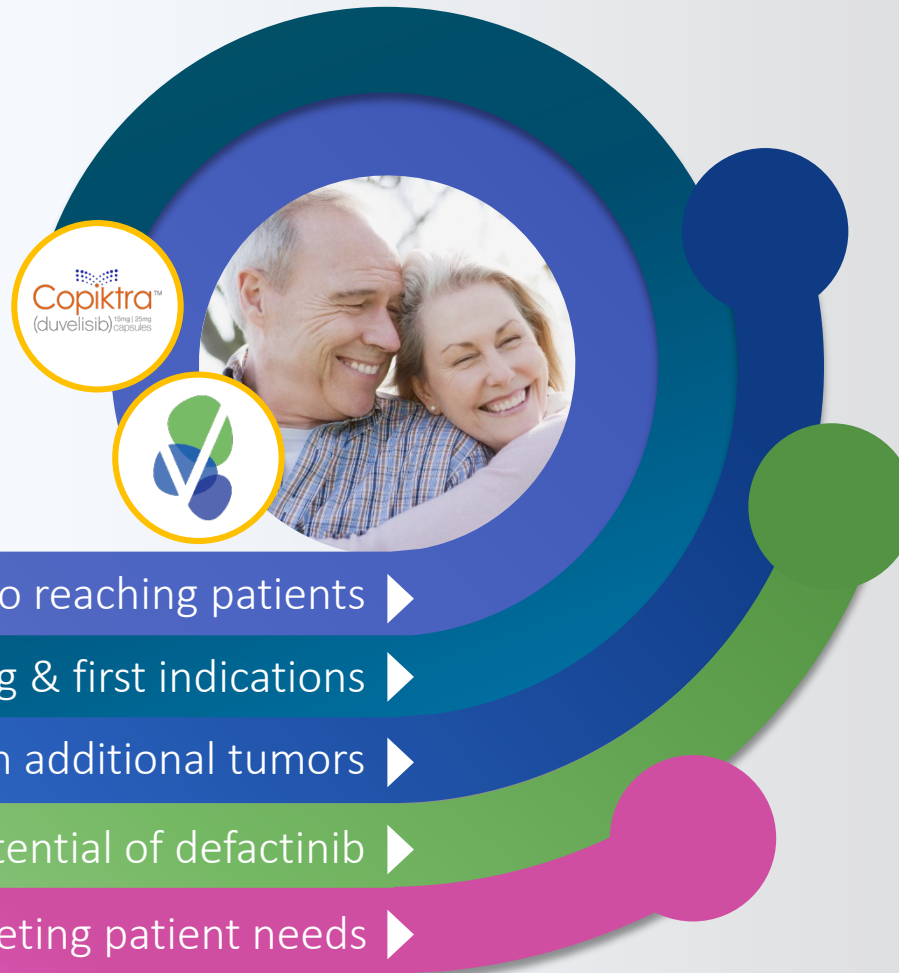 Copiktra™
(duvelisib) 15mg | 25mg capsules
o reaching patients
g & first indications
additional tumors
tential of defactinib
eting patient needs